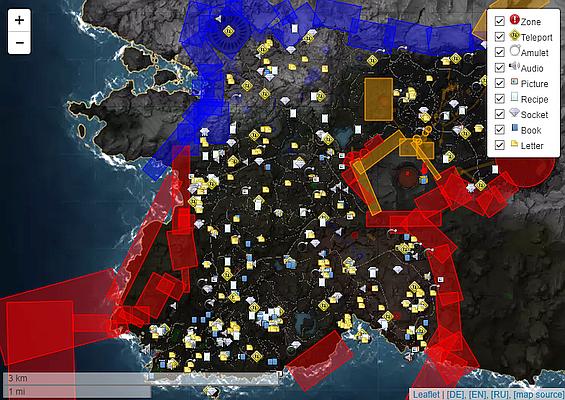 +
−
Zone
Teleport
Amulet
Audio
Picture
Recipe
Socket
Book
Letter
3 km
1 mi
Leaflet | [DE], [EN], [RU], [map source]